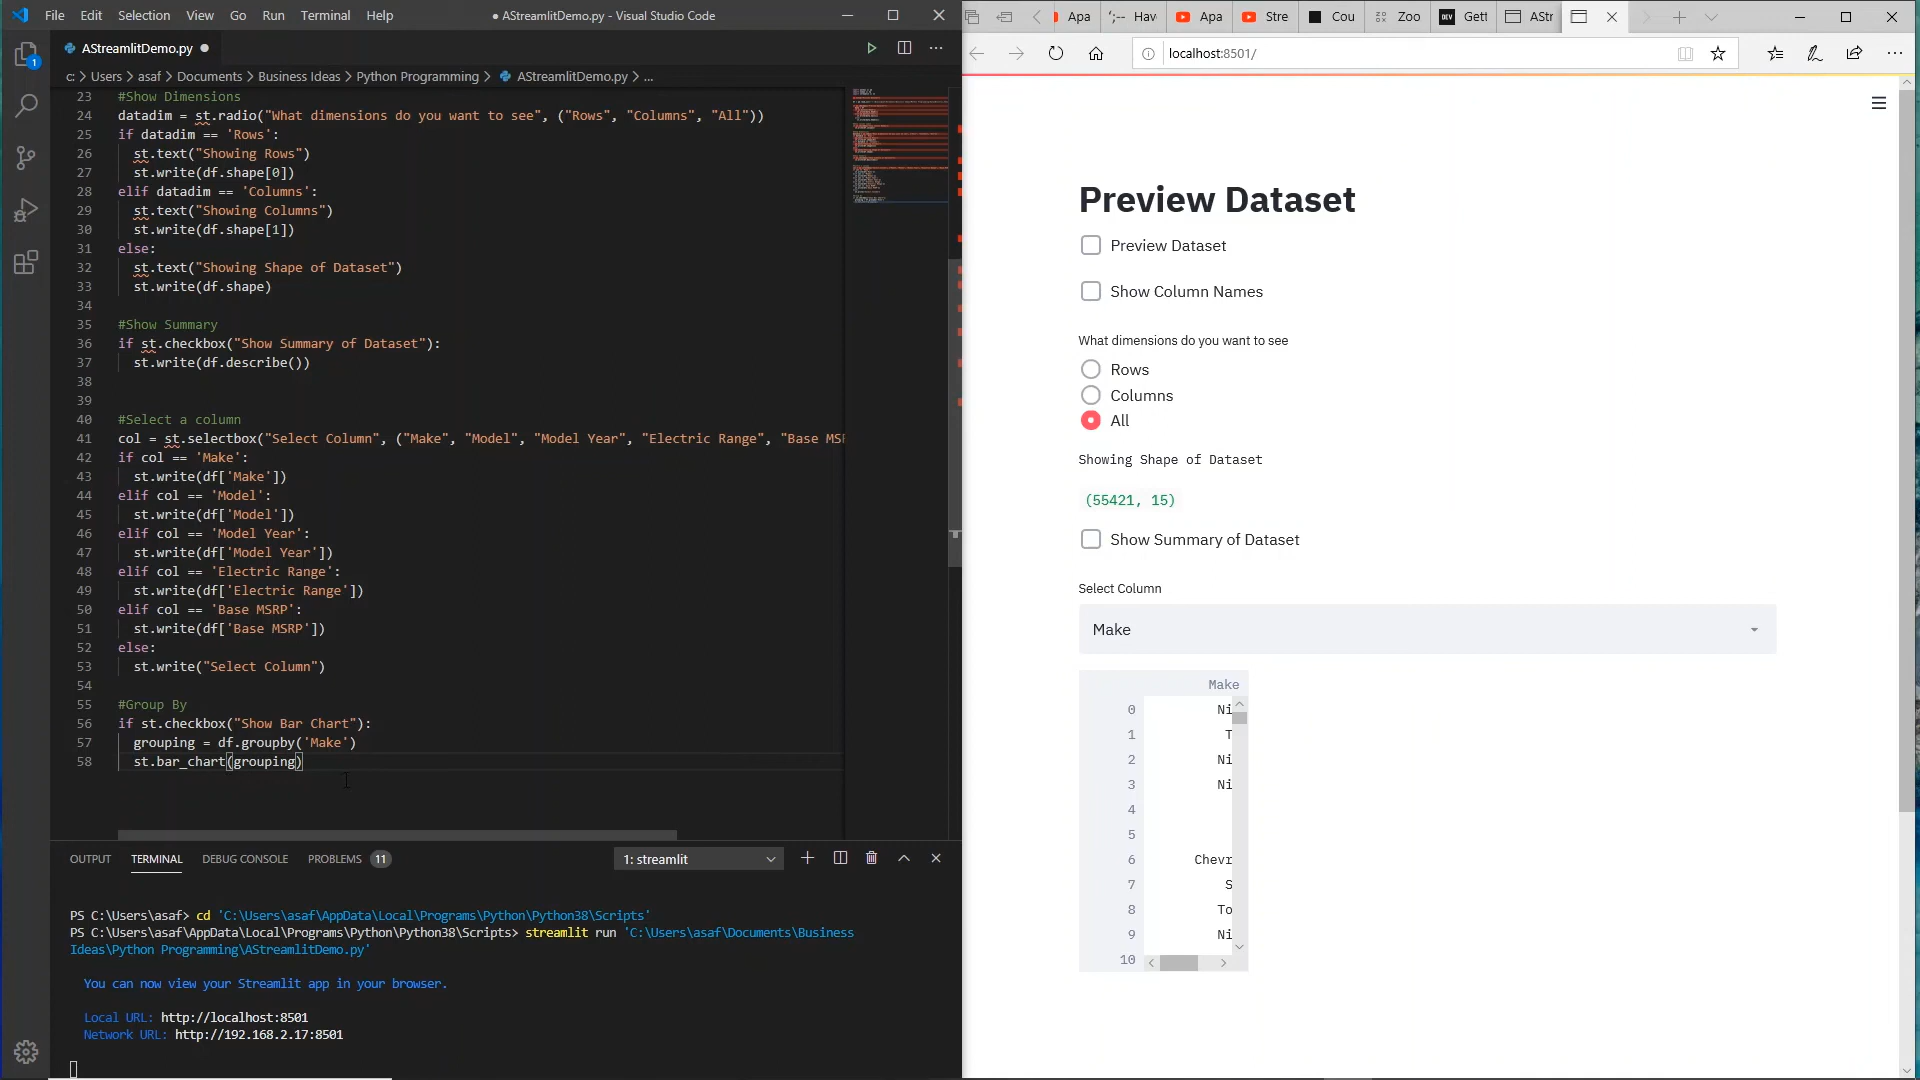 File Edit Selection View Go Run Terminal Help
● AStreamlitDemo.py - Visual Studio Code
AStreamlitDemo.py ●
c: > Users > asaf > Documents > Business Ideas > Python Programming > AStreamlitDemo.py > ...
23 #Show Dimensions
24 datadim = st.radio("What dimensions do you want to see", ("Rows", "Columns", "All"))
25 if datadim == 'Rows':
26 st.text("Showing Rows")
27 st.write(df.shape[0])
28 elif datadim == 'Columns':
29 st.text("Showing Columns")
30 st.write(df.shape[1])
31 else:
32 st.text("Showing Shape of Dataset")
33 st.write(df.shape)
34
35 #Show Summary
36 if st.checkbox("Show Summary of Dataset"):
37 st.write(df.describe())
38
39
40 #Select a column
41 col = st.selectbox("Select Column", ("Make", "Model", "Model Year", "Electric Range", "Base MSR
42 if col == 'Make':
43 st.write(df['Make'])
44 elif col == 'Model':
45 st.write(df['Model'])
46 elif col == 'Model Year':
47 st.write(df['Model Year'])
48 elif col == 'Electric Range':
49 st.write(df['Electric Range'])
50 elif col == 'Base MSRP':
51 st.write(df['Base MSRP'])
52 else:
53 st.write("Select Column")
54
55 #Group By
56 if st.checkbox("Show Bar Chart"):
57 grouping = df.groupby('Make')
58 st.bar_chart(grouping)
1
OUTPUT TERMINAL DEBUG CONSOLE PROBLEMS 11
1: streamlit
PS C:\Users\asaf> cd 'C:\Users\asaf\AppData\Local\Programs\Python\Python38\Scripts'
PS C:\Users\asaf\AppData\Local\Programs\Python\Python38\Scripts> streamlit run 'C:\Users\asaf\Documents\Business
Ideas\Python Programming\AStreamlitDemo.py'
You can now view your Streamlit app in your browser.
Local URL: http://localhost:8501
Network URL: http://192.168.2.17:8501
Apa Hav Apa Stre Cou Zoo DEV Gett AStr
localhost:8501/
Preview Dataset
Preview Dataset
Show Column Names
What dimensions do you want to see
Rows
Columns
All
Showing Shape of Dataset
(55421, 15)
Show Summary of Dataset
Select Column
Make
Make
0 Ni
1 T
2 Ni
3 Ni
4
5
6 Chevr
7 S
8 To
9 Ni
10